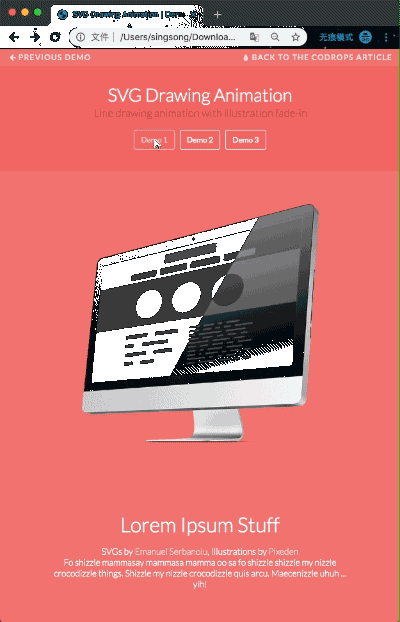 SVG Drawing Animation | Demo
文件 | /Users/singsong/Downloa... 无痕模式
PREVIOUS DEMO BACK TO THE CODROPS ARTICLE
SVG Drawing Animation
Line drawing animation with illustration fade-in
Demo 1 Demo 2 Demo 3
Lorem Ipsum Stuff
SVGs by Emanuel Serbanoiu, illustrations by Pixeden
Fo shizzle mammasay mammasa mamma oo sa fo shizzle shizzle my nizzle
crocodizzle things. Shizzle my nizzle crocodizzle quis arcu. Maecenizzle uhuh ...
yih!